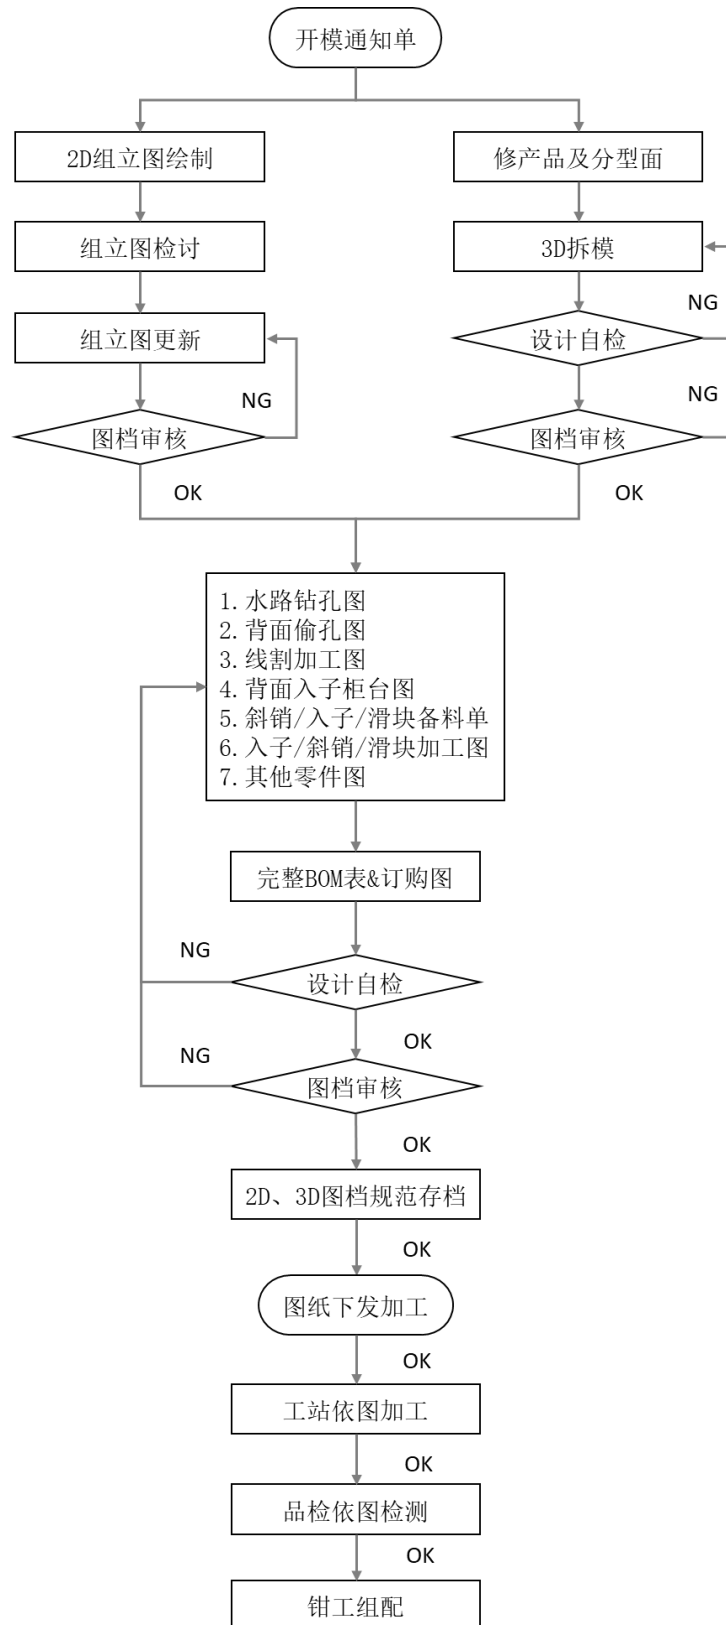 开模通知单
2D组立图绘制
修产品及分型面
组立图检讨
3D拆模
NG
组立图更新
设计自检
NG
NG
图档审核
图档审核
OK
OK
1.水路钻孔图
2.背面偷孔图
3.线割加工图
4.背面入子柜台图
5.斜销/入子/滑块备料单
6.入子/斜销/滑块加工图
7.其他零件图
完整BOM表&订购图
NG
设计自检
OK
NG
图档审核
OK
2D、3D图档规范存档
OK
图纸下发加工
OK
工站依图加工
OK
品检依图检测
OK
钳工组配